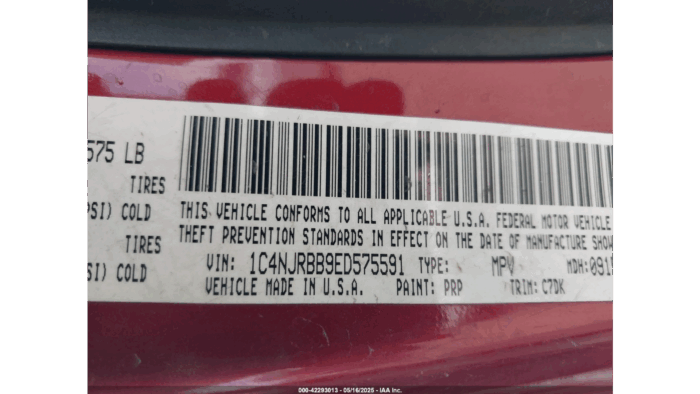 575 LB
TIRES
PSI) COLD
TIRES
SI) COLD
THIS VEHICLE CONFORMS TO ALL APPLICABLE U.S.A. FEDERAL MOTOR VEHICLE
THEFT PREVENTION STANDARDS IN EFFECT ON THE DATE OF MANUFACTURE SHOW
VIN: 1C4NJRBB9ED575591 TYPE: MPV MDH:091
VEHICLE MADE IN U.S.A. PAINT: PRP TRIM: C7DK
000-42293013 - 05/16/2025 - IAA Inc.